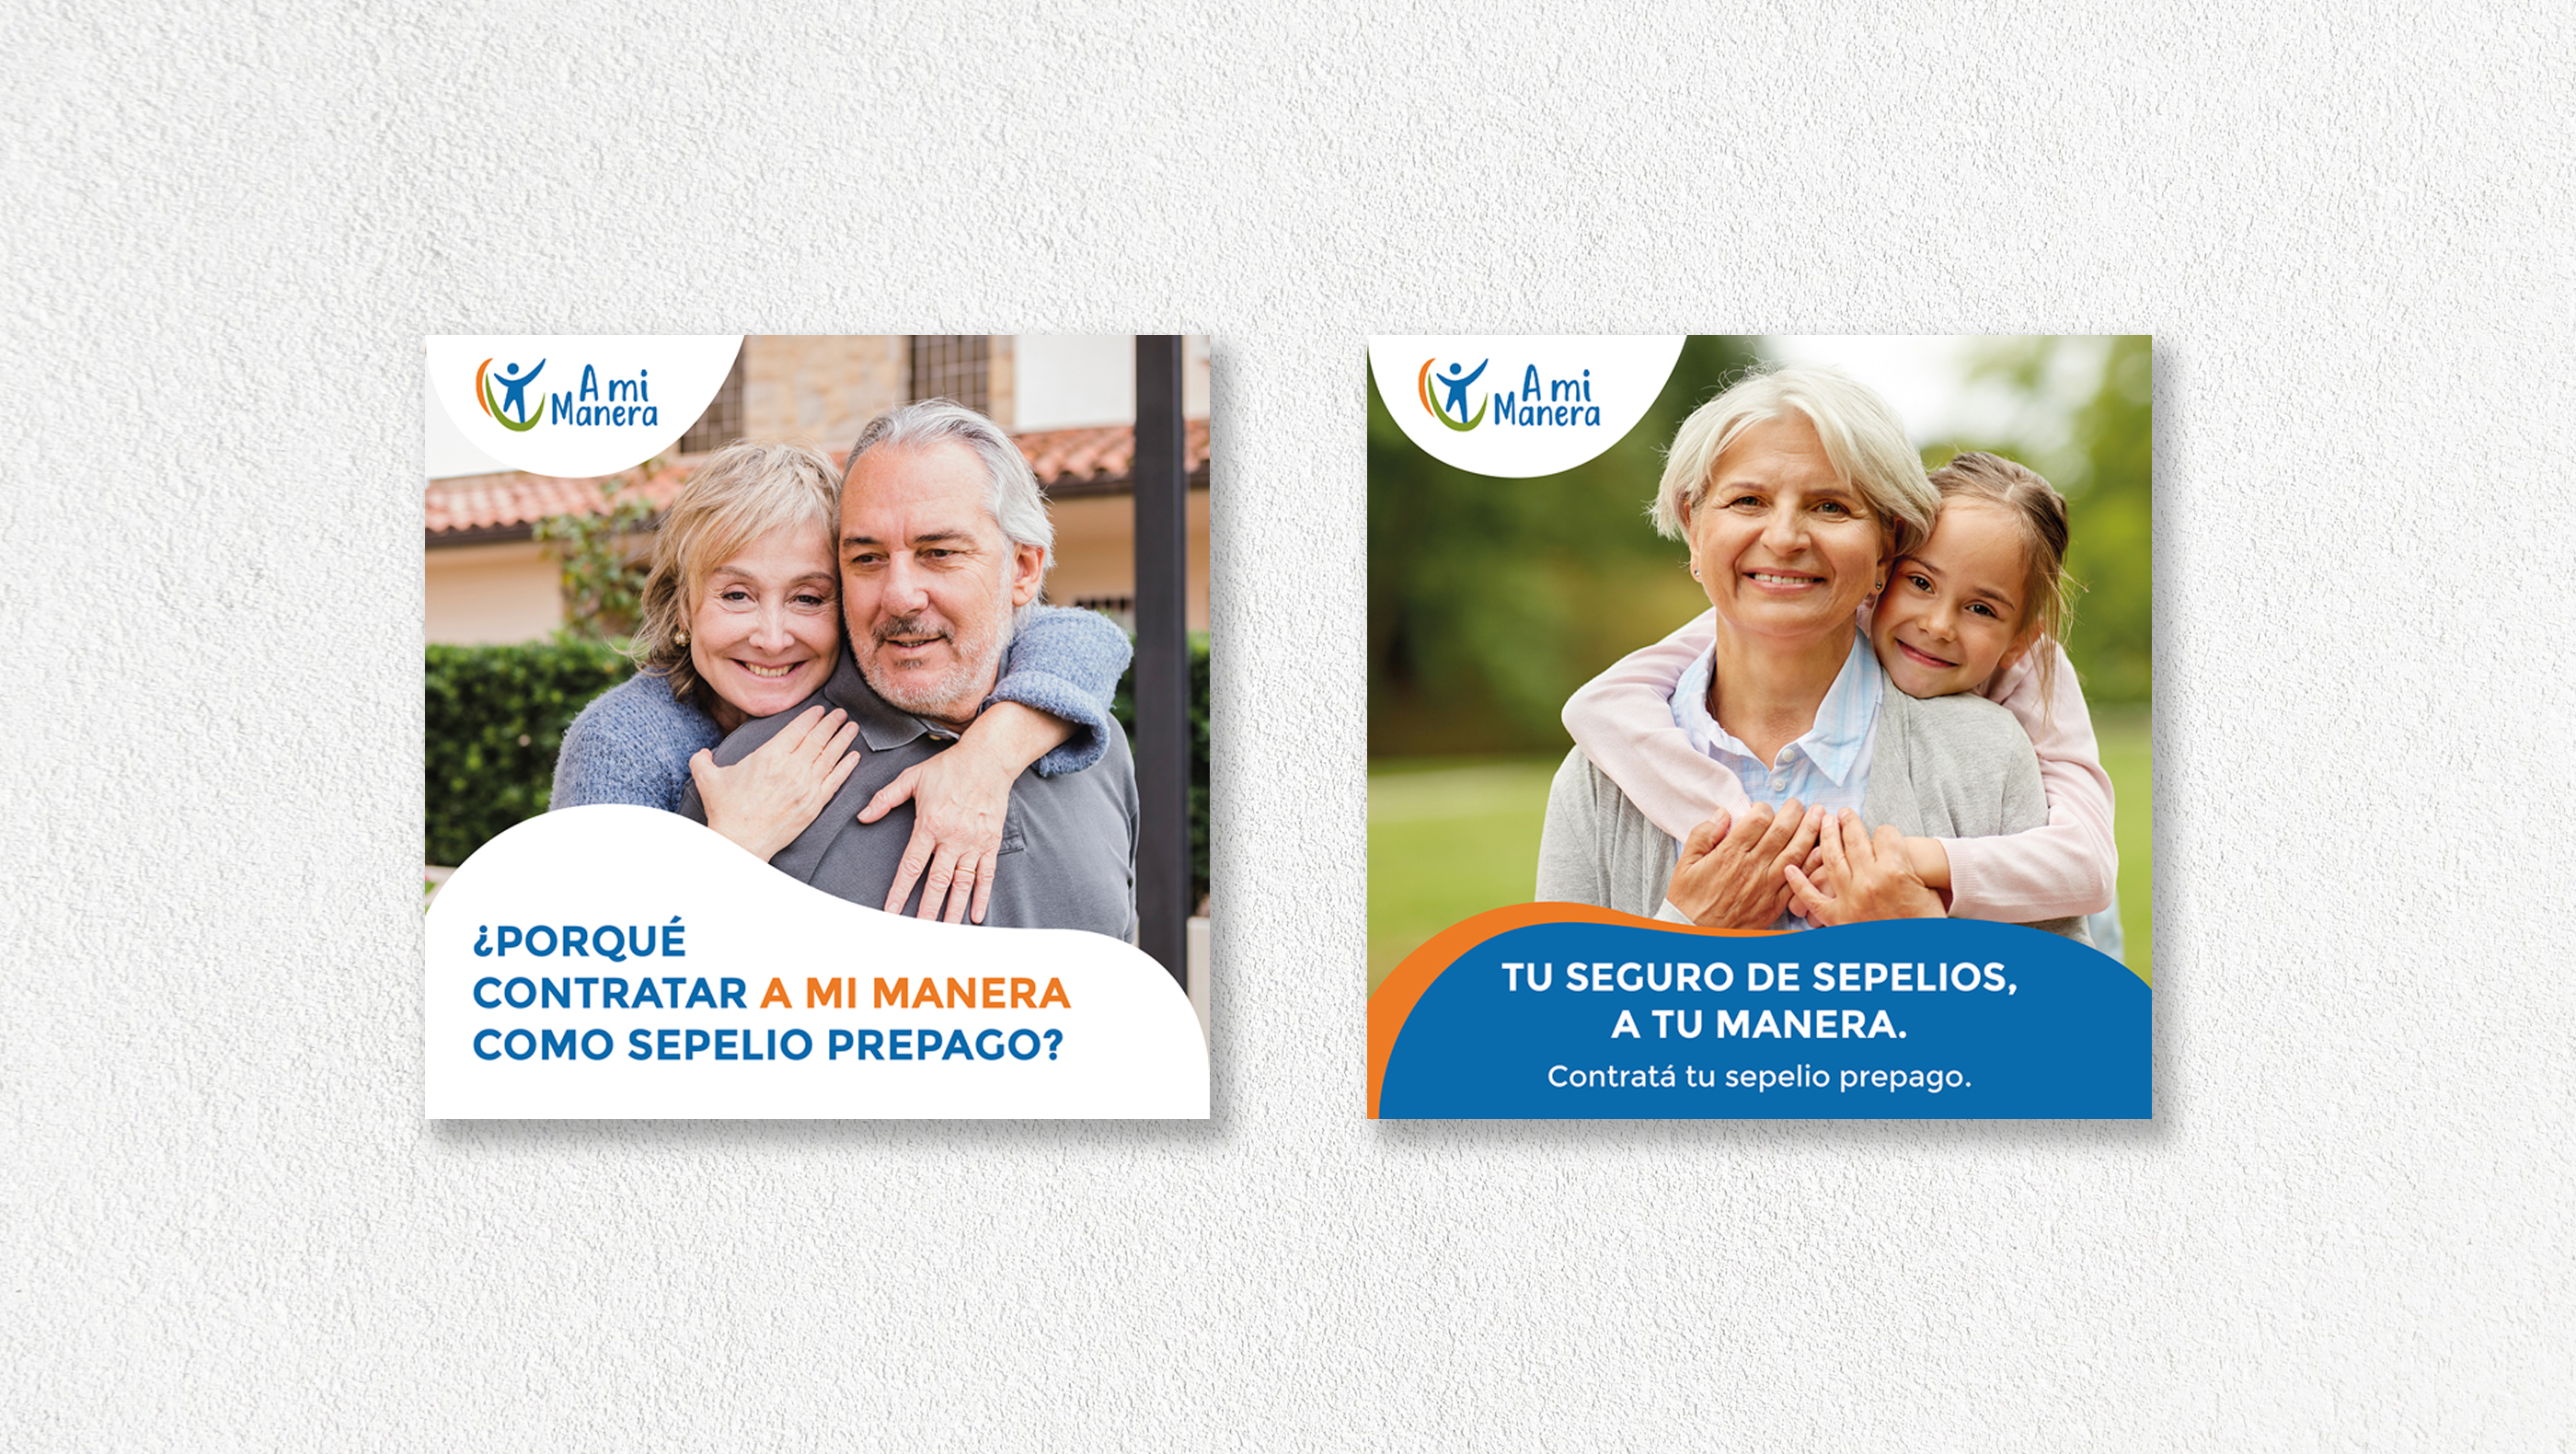 A mi
Manera
¿PORQUÉ
CONTRATAR A MI MANERA
COMO SEPELIO PREPAGO?
A mi
Manera
TU SEGURO DE SEPELIOS,
A TU MANERA.
Contratá tu sepelio prepago.